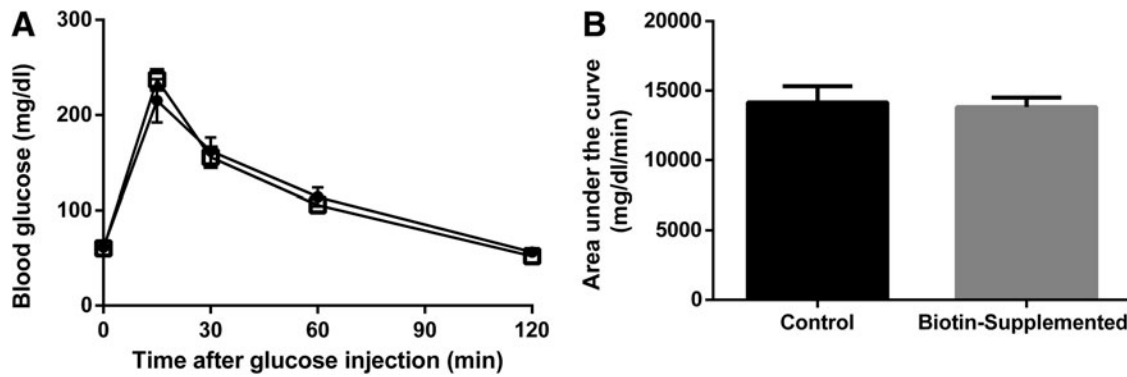 A
Blood glucose (mg/dl)
300
200
100
0
0 30 60 90 120
Time after glucose injection (min)
B
Area under the curve
(mg/dl/min)
20000
15000
10000
5000
0
Control Biotin-Supplemented